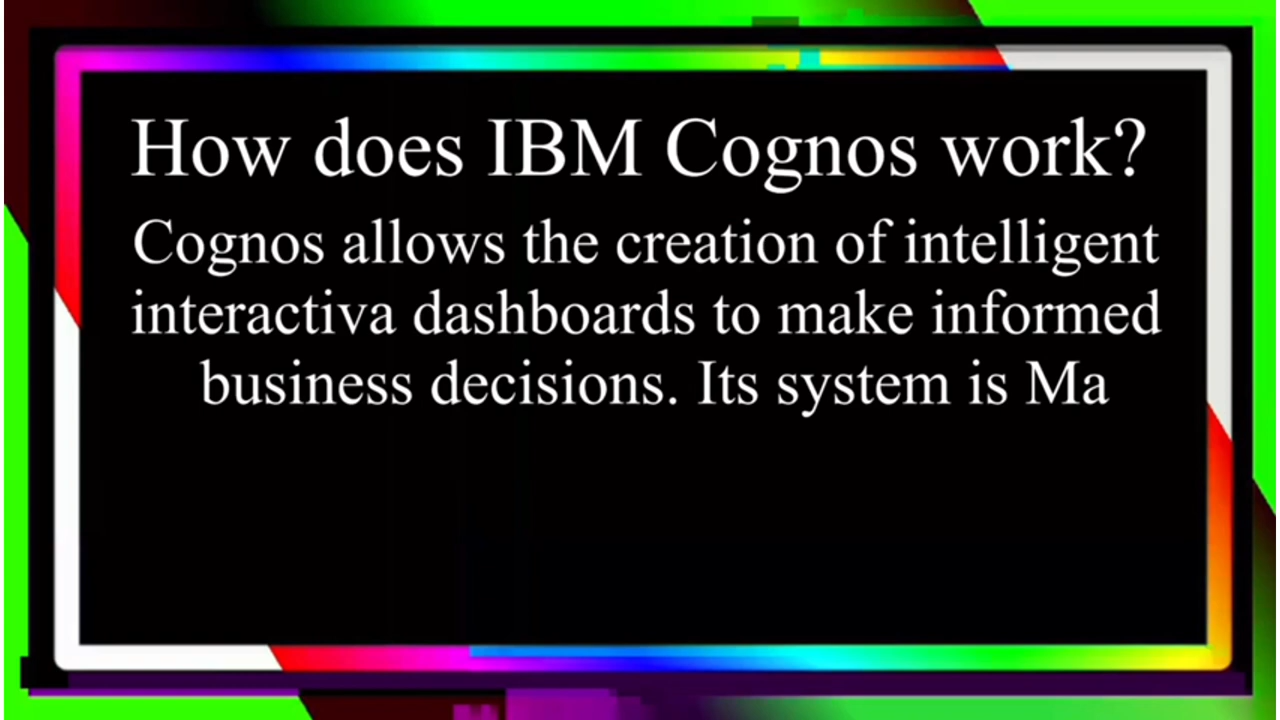 How does IBM Cognos work?
Cognos allows the creation of intelligent
interactiva dashboards to make informed
business decisions. Its system is Ma